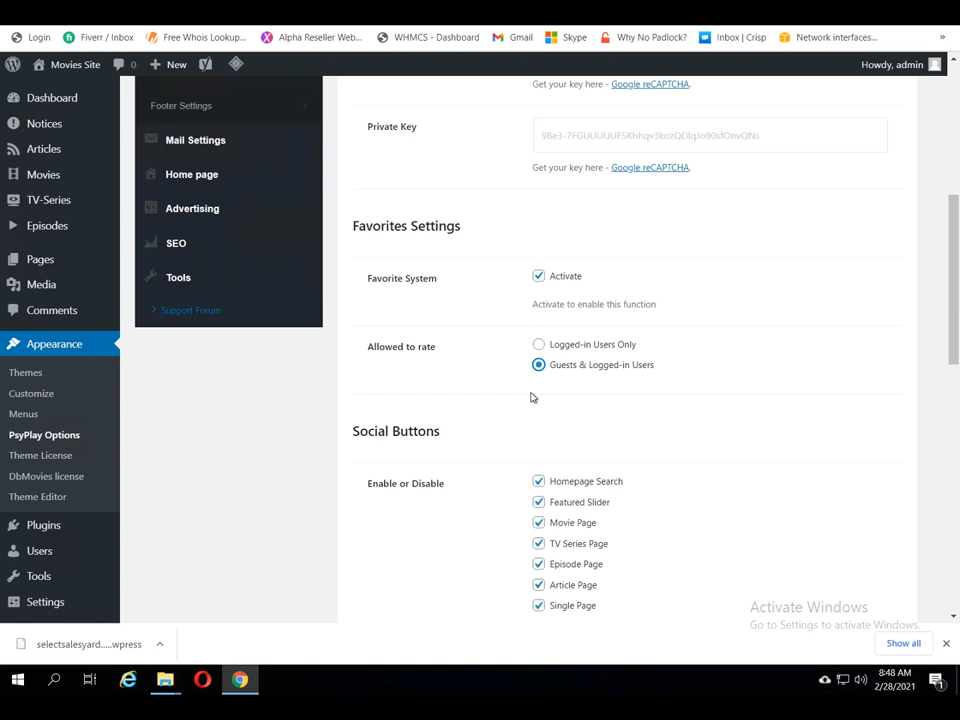 Login
Fiverr / Inbox
Free Whois Lookup...
Alpha Reseller Web...
WHMCS - Dashboard
Gmail
Skype
Why No Padlock?
Inbox | Crisp
Network interfaces...
»
Movies Site
0
New
Howdy, admin
Dashboard
Notices
Articles
Movies
TV-Series
Episodes
Pages
Media
Comments
Appearance
Themes
Customize
Menus
PsyPlay Options
Theme License
DbMovies license
Theme Editor
Plugins
Users
Tools
Settings
Footer Settings
Mail Settings
Home page
Advertising
SEO
Tools
Support Forum
Get your key here - Google reCAPTCHA.
Private Key
Get your key here - Google reCAPTCHA.
Favorites Settings
Favorite System
Activate
Activate to enable this function
Allowed to rate
Logged-in Users Only
Guests & Logged-in Users
Social Buttons
Enable or Disable
Homepage Search
Featured Slider
Movie Page
TV Series Page
Episode Page
Article Page
Single Page
Activate Windows
Go to Settings to activate Windows.
selectsalesyard.....wpress
Show all
8:48 AM
2/28/2021
1